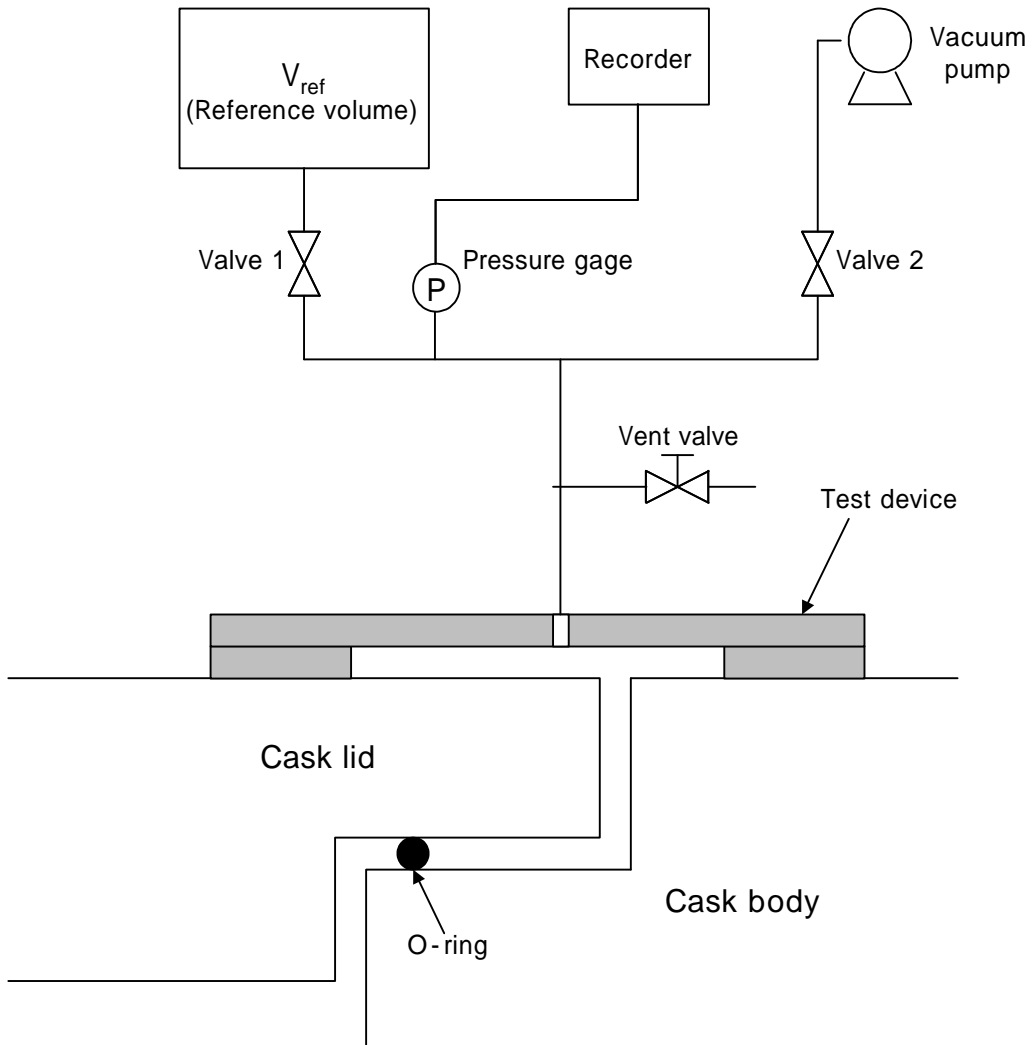 V_ref
(Reference volume)
Recorder
Vacuum
pump
Valve 1
Pressure gage
P
Valve 2
Vent valve
Test device
Cask lid
Cask body
O-ring